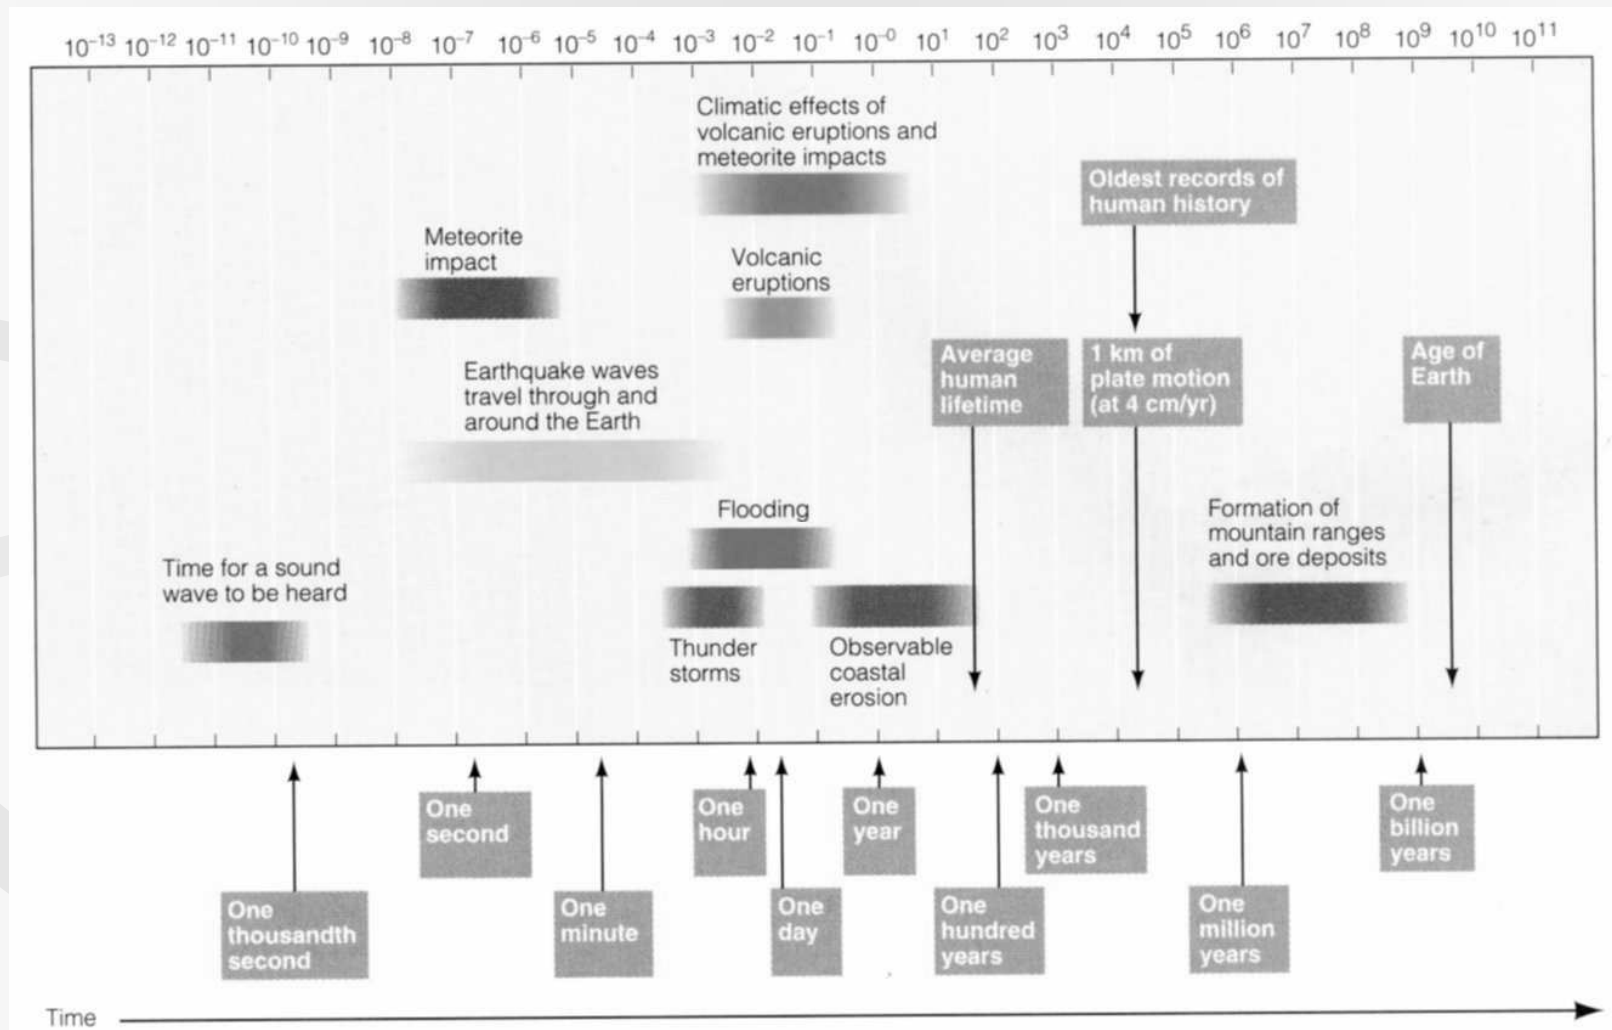 10⁻¹³ 10⁻¹² 10⁻¹¹ 10⁻¹⁰ 10⁻⁹ 10⁻⁸ 10⁻⁷ 10⁻⁶ 10⁻⁵ 10⁻⁴ 10⁻³ 10⁻² 10⁻¹ 10⁻⁰ 10¹ 10² 10³ 10⁴ 10⁵ 10⁶ 10⁷ 10⁸ 10⁹ 10¹⁰ 10¹¹
Climatic effects of
volcanic eruptions and
meteorite impacts
Oldest records of
human history
Meteorite
impact
Volcanic
eruptions
Average
human
lifetime
1 km of
plate motion
(at 4 cm/yr)
Age of
Earth
Earthquake waves
travel through and
around the Earth
Flooding
Formation of
mountain ranges
and ore deposits
Time for a sound
wave to be heard
Thunder
storms
Observable
coastal
erosion
One
second
One
hour
One
year
One
thousand
years
One
billion
years
One
thousandth
second
One
minute
One
day
One
hundred
years
One
million
years
Time